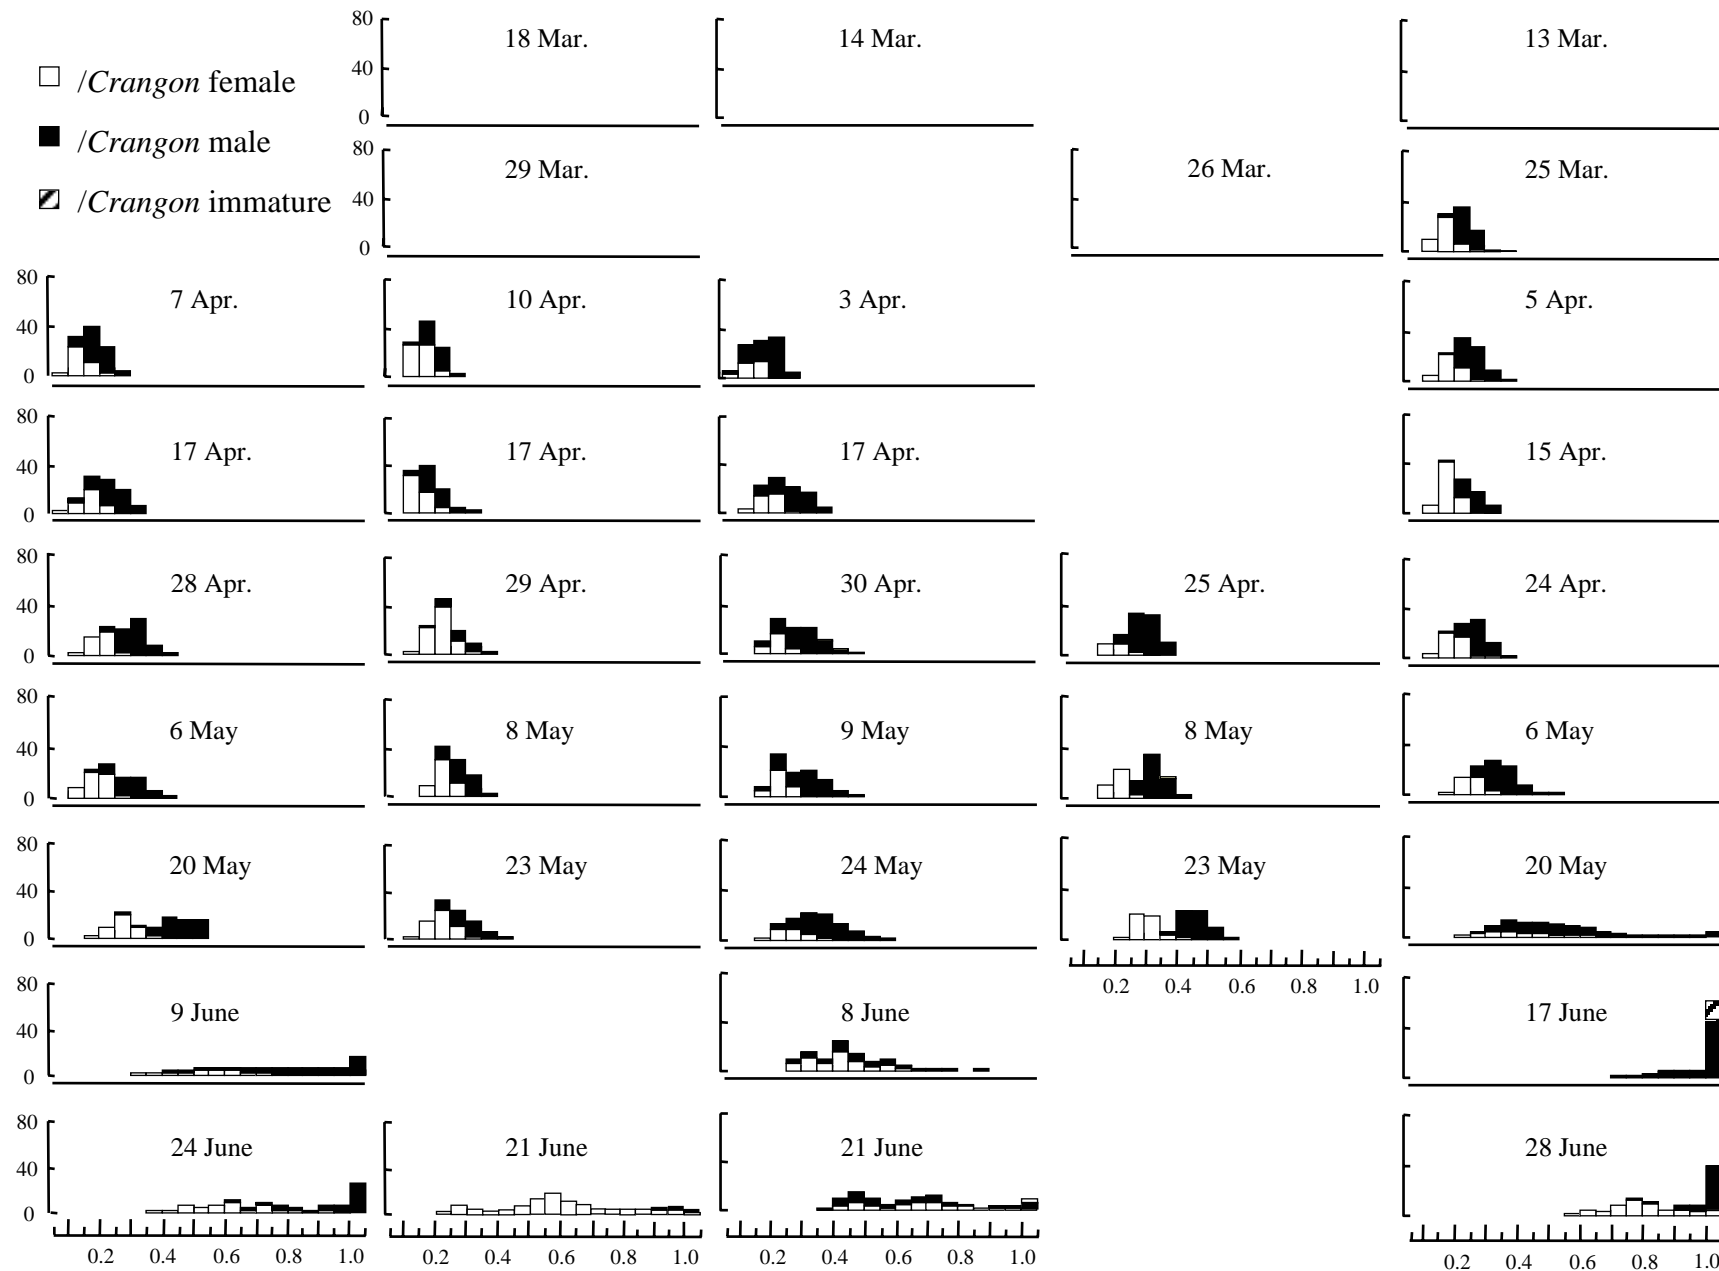 80 18 Mar. 14 Mar. 13 Mar.
/Crangon female
40
0
/Crangon male
80 29 Mar. 26 Mar. 25 Mar.
/Crangon immature
40
0
80 7 Apr. 10 Apr. 3 Apr. 5 Apr.
40
0
80 17 Apr. 17 Apr. 17 Apr. 15 Apr.
40
0
80 28 Apr. 29 Apr. 30 Apr. 25 Apr. 24 Apr.
40
0
80 6 May 8 May 9 May 8 May 6 May
40
0
80 20 May 23 May 24 May 23 May 20 May
40
0
0.2 0.4 0.6 0.8 1.0
80 9 June 8 June 17 June
40
0
80 24 June 21 June 21 June 28 June
40
0
0.2 0.4 0.6 0.8 1.0 0.2 0.4 0.6 0.8 1.0 0.2 0.4 0.6 0.8 1.0 0.2 0.4 0.6 0.8 1.0